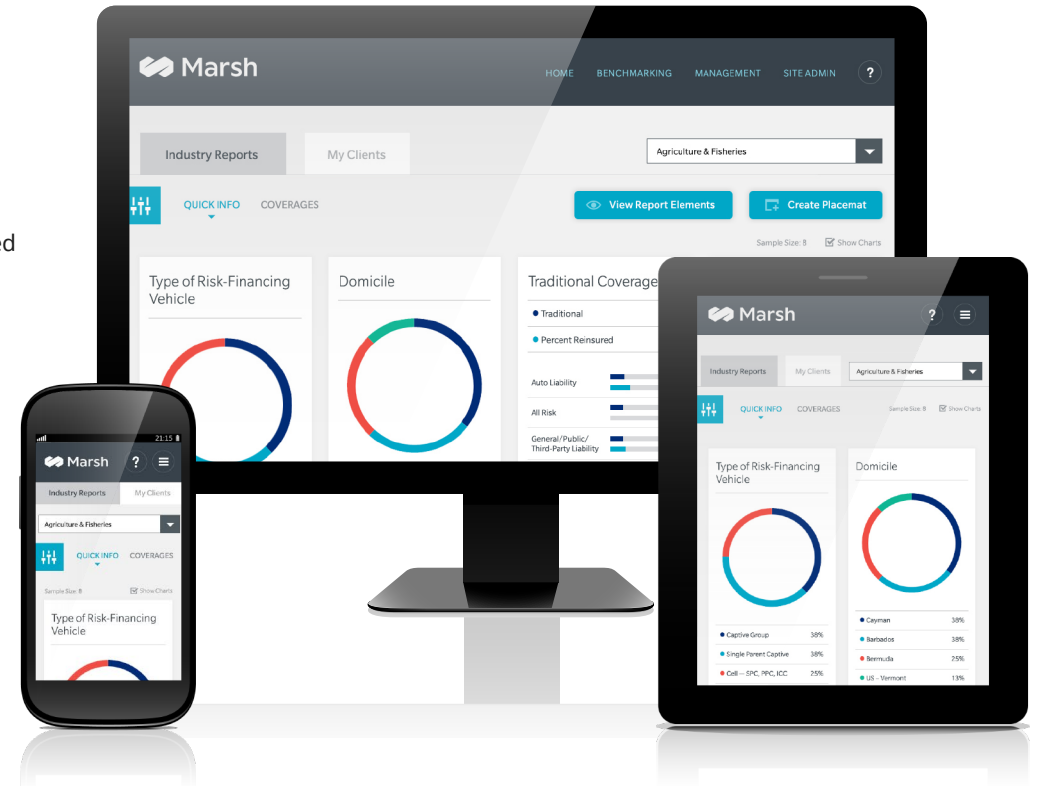 ed
Marsh
HOME BENCHMARKING MANAGEMENT SITE ADMIN ?
Industry Reports My Clients Agriculture & Fisheries
QUICK INFO COVERAGES View Report Elements Create Placemat
Sample Size: 8 Show Charts
Type of Risk-Financing
Vehicle
Domicile
Traditional Coverage
Traditional
Percent Reinsured
Auto Liability
All Risk
General/Public/
Third-Party Liability
21:15
Marsh ?
Industry Reports My Clients
Agriculture & Fisheries
QUICK INFO COVERAGES
Sample Size: 8 Show Charts
Type of Risk-Financing
Vehicle
Marsh ?
Industry Reports My Clients Agriculture & Fisheries
QUICK INFO COVERAGES Sample Size: 8 Show Charts
Type of Risk-Financing
Vehicle
Captive Group 38%
Single Parent Captive 38%
Cell -- SPC, PPC, ICC 25%
Domicile
Cayman 38%
Barbados 38%
Bermuda 25%
US - Vermont 13%